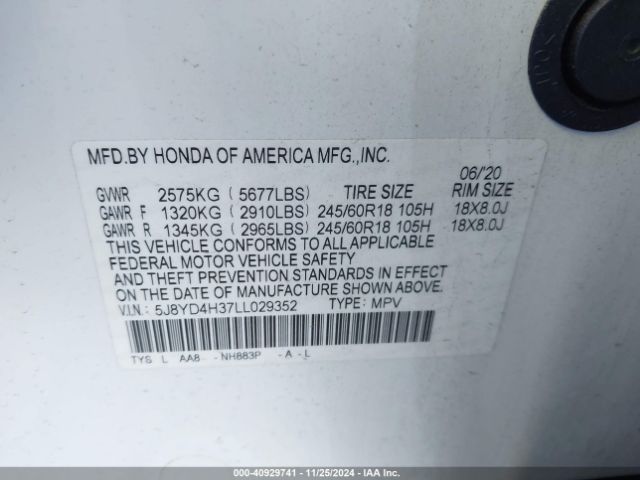 MFD.BY HONDA OF AMERICA MFG.,INC.
06/'20
GVWR 2575KG (5677LBS) TIRE SIZE RIM SIZE
GAWR F 1320KG (2910LBS) 245/60R18 105H 18X8.0J
GAWR R 1345KG (2965LBS) 245/60R18 105H 18X8.0J
THIS VEHICLE CONFORMS TO ALL APPLICABLE
FEDERAL MOTOR VEHICLE SAFETY
AND THEFT PREVENTION STANDARDS IN EFFECT
ON THE DATE OF MANUFACTURE SHOWN ABOVE.
V.I.N.: 5J8YD4H37LL029352 TYPE: MPV
TYS L AA8 -NH883P -A-L
000-40929741 - 11/25/2024 - IAA Inc.